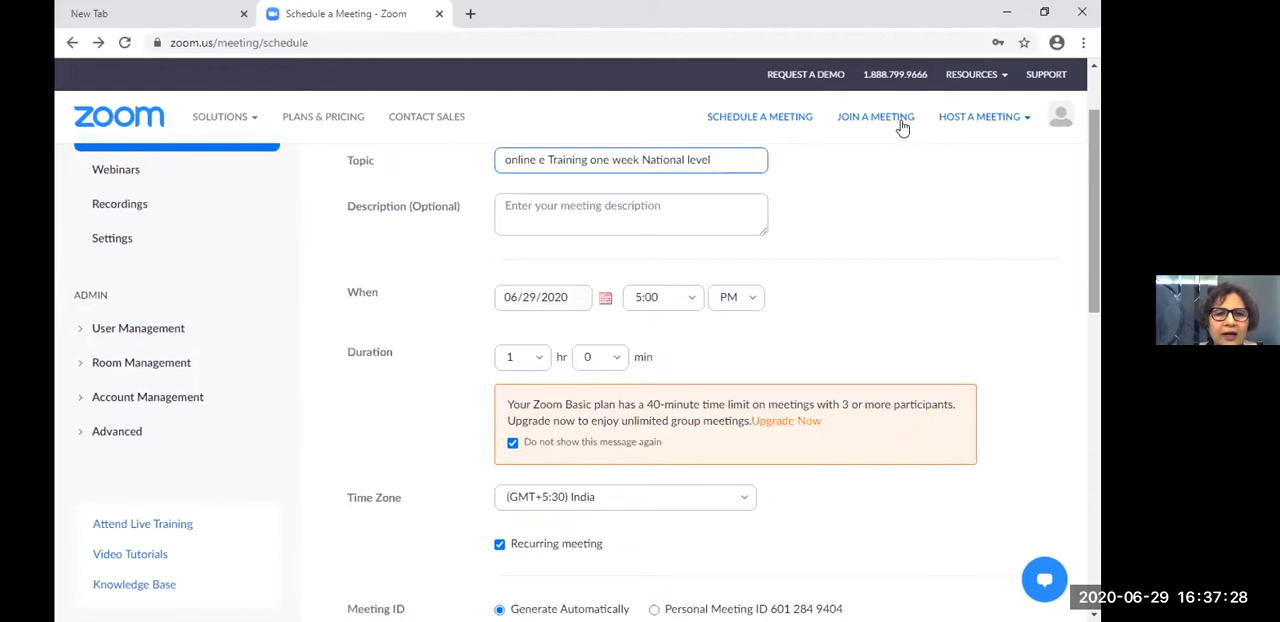 New Tab
Schedule a Meeting - Zoom
zoom.us/meeting/schedule
REQUEST A DEMO 1.888.799.9666 RESOURCES SUPPORT
zoom SOLUTIONS PLANS & PRICING CONTACT SALES SCHEDULE A MEETING JOIN A MEETING HOST A MEETING
Topic online e Training one week National level
Webinars
Description (Optional) Enter your meeting description
Recordings
Settings
When 06/29/2020 5:00 PM
ADMIN
User Management
Duration 1 hr 0 min
Room Management
Your Zoom Basic plan has a 40-minute time limit on meetings with 3 or more participants.
Upgrade now to enjoy unlimited group meetings.Upgrade Now
Do not show this message again
Account Management
Advanced
Time Zone (GMT+5:30) India
Attend Live Training
Recurring meeting
Video Tutorials
Knowledge Base
Meeting ID Generate Automatically Personal Meeting ID 601 284 9404
2020-06-29 16:37:28